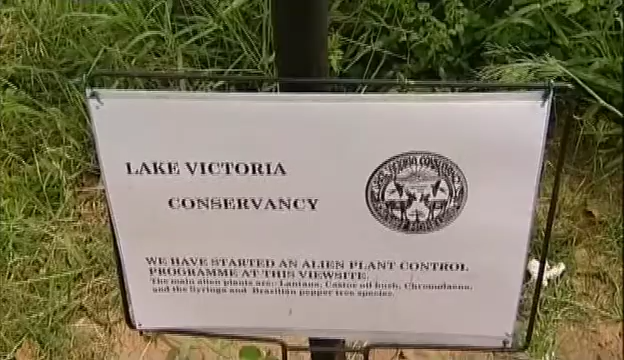 LAKE VICTORIA
CONSERVANCY
WE HAVE STARTED AN ALIEN PLANT CONTROL
PROGRAMME AT THIS VIEWSITE.
The main alien plants are:- Lantana, Castor oil bush, Chromolaena,
and the Syringa and Brazilian pepper tree species.